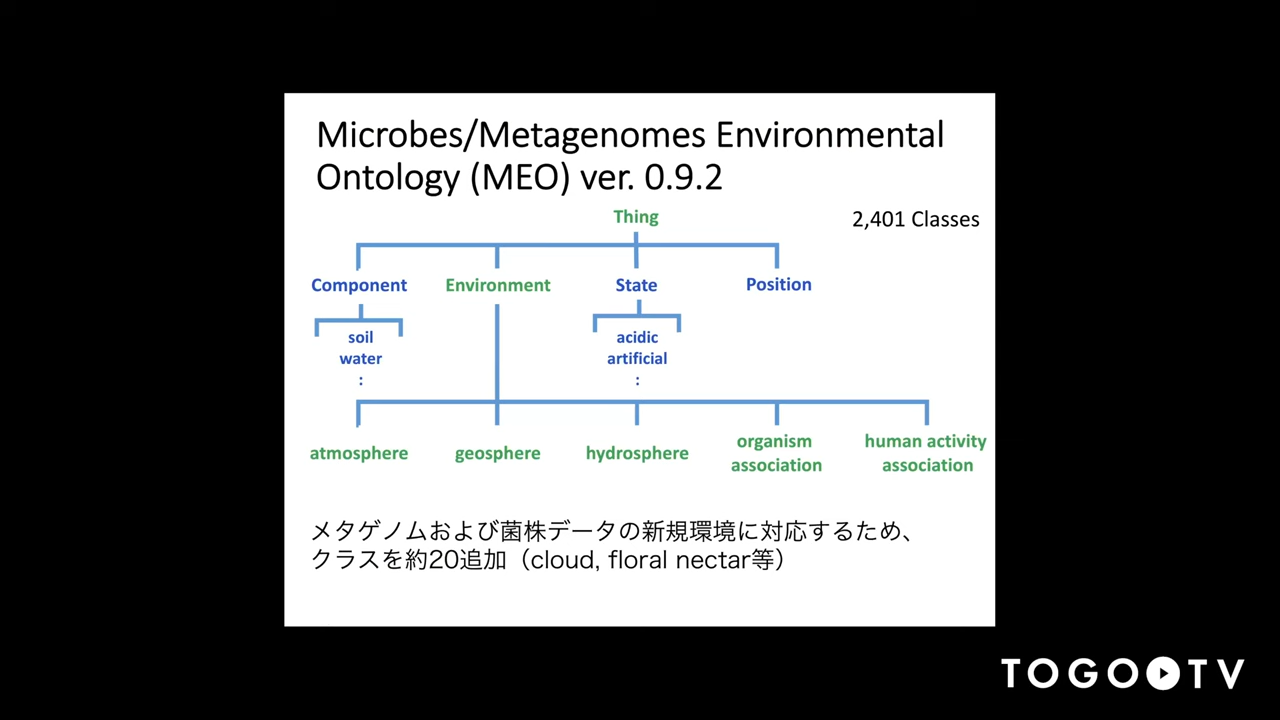 Microbes/Metagenomes Environmental
Ontology (MEO) ver. 0.9.2
Thing
2,401 Classes
Component
Environment
State
Position
soil
water
:
acidic
artificial
:
atmosphere
geosphere
hydrosphere
organism
association
human activity
association
メタゲノムおよび菌株データの新規環境に対応するため、
クラスを約20追加（cloud, floral nectar等）
TOGO TV